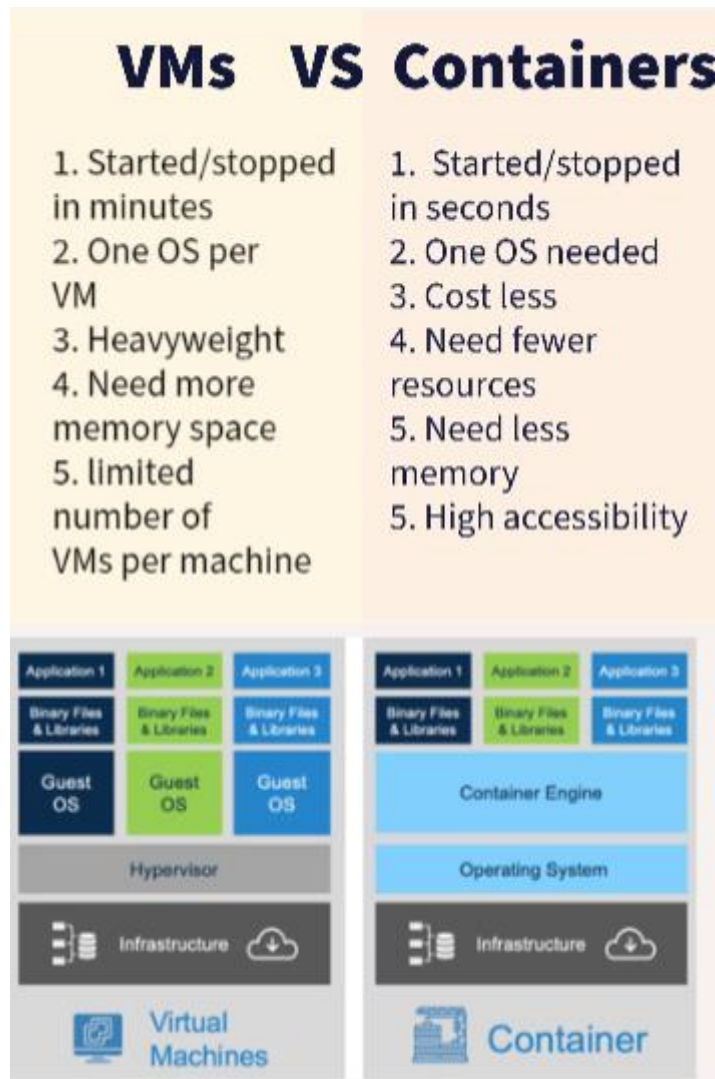 VMs VS Containers
1. Started/stopped
in minutes
2. One OS per
VM
3. Heavyweight
4. Need more
memory space
5. limited
number of
VMs per machine
1. Started/stopped
in seconds
2. One OS needed
3. Cost less
4. Need fewer
resources
5. Need less
memory
5. High accessibility
Application 1 Application 2 Application 3
Binary Files Binary Files Binary Files
& Libraries & Libraries & Libraries
Guest Guest Guest
OS OS OS
Hypervisor
Infrastructure
Virtual
Machines
Application 1 Application 2 Application 3
Binary Files Binary Files Binary Files
& Libraries & Libraries & Libraries
Container Engine
Operating System
Infrastructure
Container